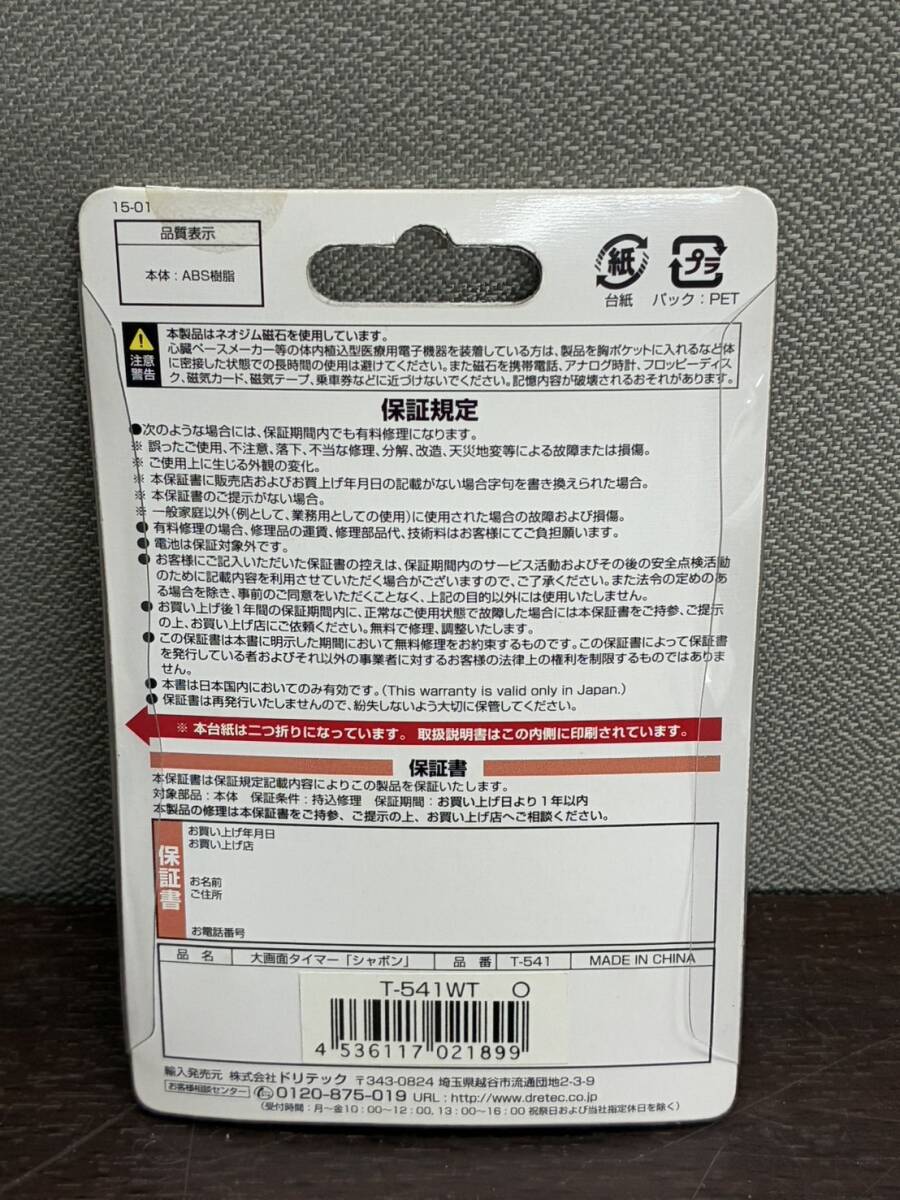 15-01
品質表示
本体：ABS樹脂
紙
プラ
台紙
パック：PET
注意
警告
本製品はネオジム磁石を使用しています。
心臓ペースメーカー等の体内植込型医療用電子機器を装着している方は、製品を胸ポケットに入れるなど体
に密接した状態での長時間の使用は避けてください。また磁石を携帯電話、アナログ時計、フロッピーディス
ク、磁気カード、磁気テープ、乗車券などに近づけないでください。記憶内容が破壊されるおそれがあります。
保証規定
●次のような場合には、保証期間内でも有料修理になります。
※ 誤ったご使用、不注意、落下、不当な修理、分解、改造、天災地変等による故障または損傷。
※ ご使用上に生じる外観の変化。
※ 本保証書に販売店およびお買上げ年月日の記載がない場合字句を書き換えられた場合。
※ 本保証書のご提示がない場合。
※ 一般家庭以外(例として、業務用としての使用)に使用された場合の故障および損傷。
● 有料修理の場合、修理品の運賃、修理部品代、技術料はお客様にてご負担願います。
● 電池は保証対象外です。
● お客様にご記入いただいた保証書の控えは、保証期間内のサービス活動およびその後の安全点検活動
のために記載内容を利用させていただく場合がございますので、ご了承ください。また法令の定めのあ
る場合を除き、事前のご同意をいただくことなく、上記の目的以外には使用いたしません。
● お買い上げ後1年間の保証期間内に、正常なご使用状態で故障した場合には本保証書をご持参、ご提示
の上、お買い上げ店にご依頼ください。無料で修理、調整いたします。
● この保証書は本書に明示した期間において無料修理をお約束するものです。この保証書によって保証書
を発行している者およびそれ以外の事業者に対するお客様の法律上の権利を制限するものではありま
せん。
● 本書は日本国内においてのみ有効です。(This warranty is valid only in Japan.)
● 保証書は再発行いたしませんので、紛失しないよう大切に保管してください。
※ 本台紙は二つ折りになっています。 取扱説明書はこの内側に印刷されています。
保証書
本保証書は保証規定記載内容によりこの製品を保証いたします。
対象部品：本体 保証条件：持込修理 保証期間：お買い上げ日より1年以内
本製品の修理は本保証書をご持参、ご提示の上、お買い上げ店へご相談ください。
保証書
お買い上げ年月日
お買い上げ店
お名前
ご住所
お電話番号
品 名 大画面タイマー「シャボン」 品 番 T-541 MADE IN CHINA
T-541WT O
4 536117 021899
輸入発売元 株式会社ドリテック 〒343-0824 埼玉県越谷市流通団地2-3-9
お客様相談センター 0120-875-019 URL：http://www.dretec.co.jp
(受付時間：月～金10：00～12：00、13：00～16：00 祝祭日および当社指定休日を除く)